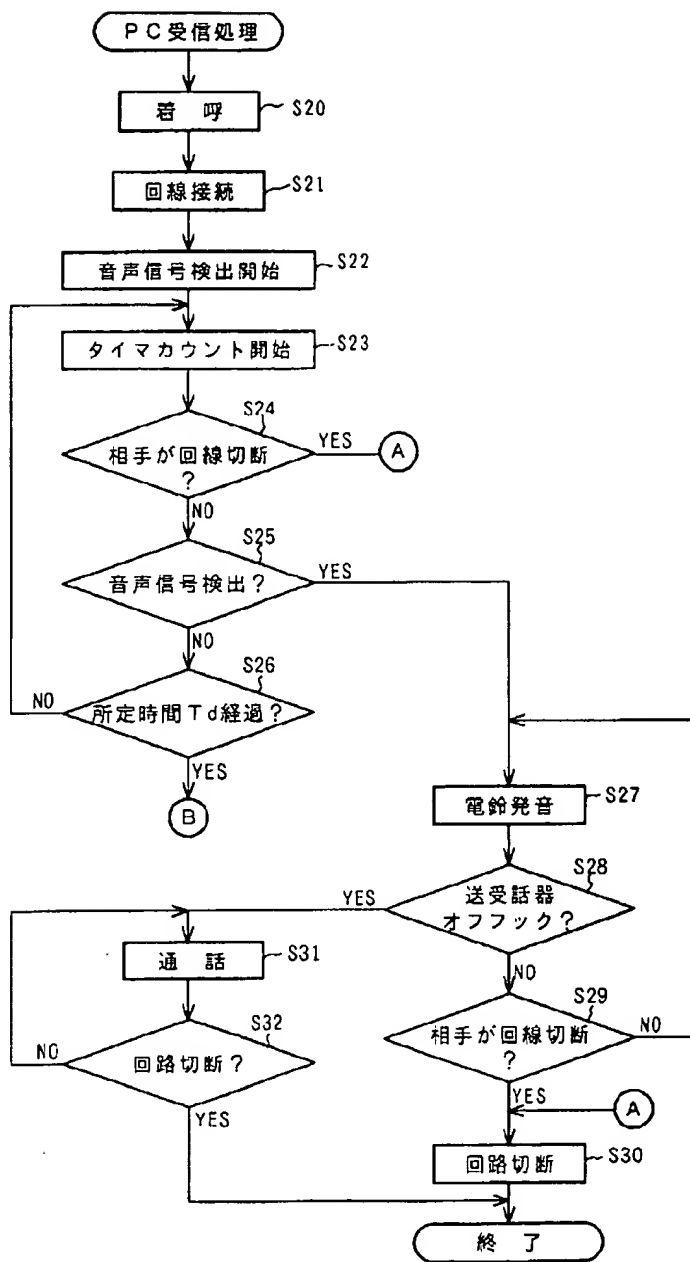 PC受信処理
着 呼
S20
回線接続
S21
音声信号検出開始
S22
タイマカウント開始
S23
S24
相手が回線切断
?
YES
A
NO
S25
音声信号検出?
YES
NO
S26
所定時間Td経過?
NO
YES
B
電鈴発音
S27
S28
送受話器
オフフック?
YES
NO
通 話
S31
S29
相手が回線切断
?
NO
YES
A
S32
回路切断?
NO
YES
回路切断
S30
終 了